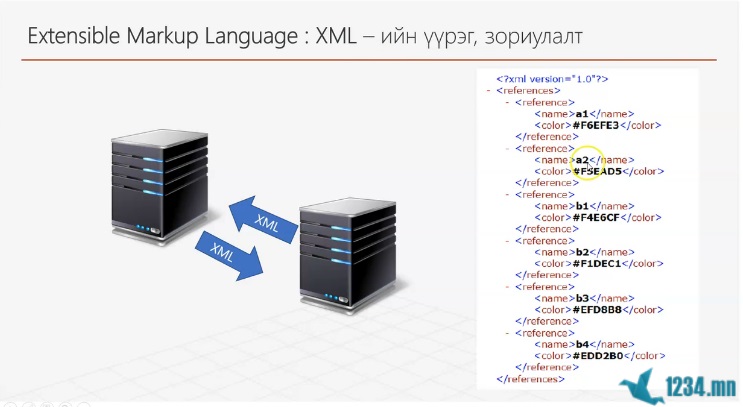 Extensible Markup Language : XML – ийн үүрэг, зориулалт
XML
XML
<?xml version="1.0"?>
- <references>
- <reference>
<name>a1</name>
<color>#F6EFE3</color>
</reference>
- <reference>
<name>a2</name>
<color>#F5EAD5</color>
</reference>
- <reference>
<name>b1</name>
<color>#F4E6CF</color>
</reference>
- <reference>
<name>b2</name>
<color>#F1DEC1</color>
</reference>
- <reference>
<name>b3</name>
<color>#EFD8B8</color>
</reference>
- <reference>
<name>b4</name>
<color>#EDD2B0</color>
</reference>
</references>
1234.mn